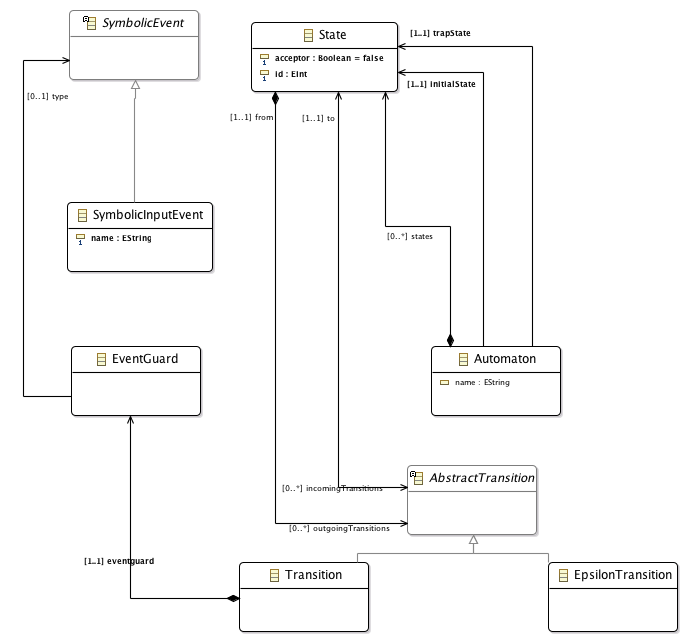 SymbolicEvent
State
[1..1] trapState
acceptor : Boolean = false
id : EInt
[1..1] initialState
[0..1] type
[1..1] from
[1..1] to
SymbolicInputEvent
name : EString
[0..*] states
EventGuard
Automaton
name : EString
AbstractTransition
[0..*] incomingTransitions
[0..*] outgoingTransitions
[1..1] eventguard
Transition
EpsilonTransition